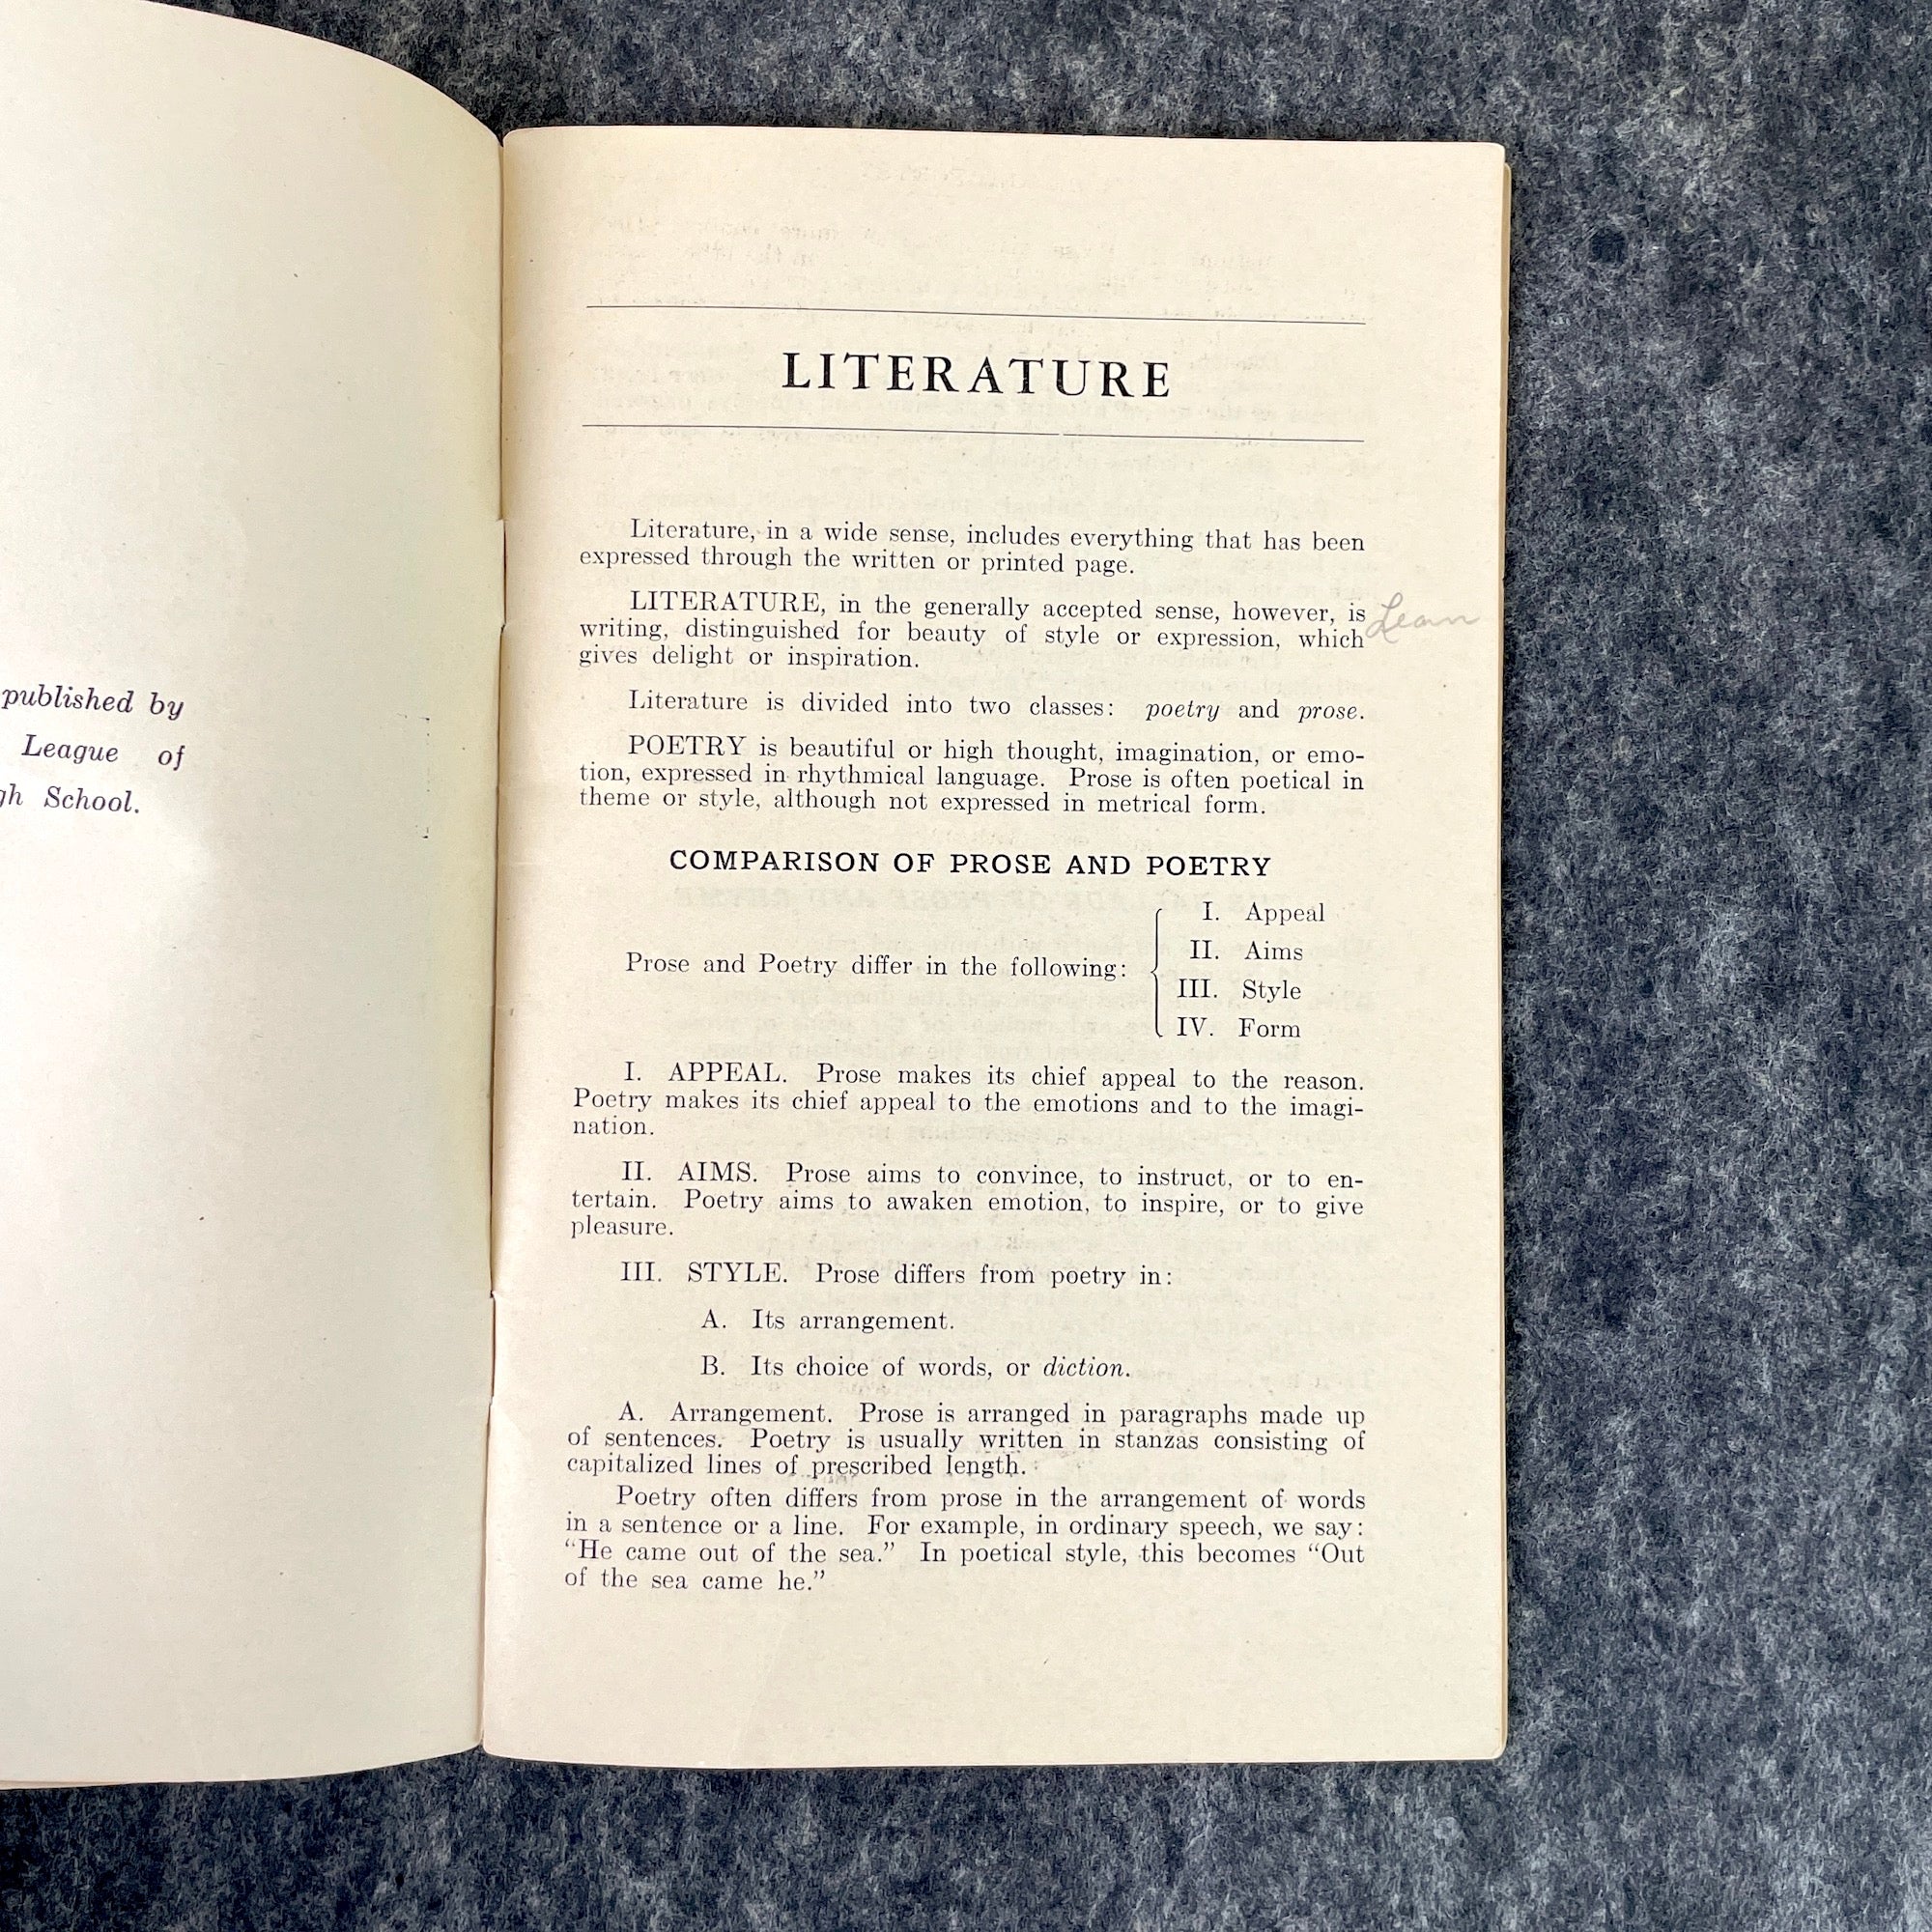 published by
League of
gh School.
LITERATURE
Literature, in a wide sense, includes everything that has been
expressed through the written or printed page.
LITERATURE, in the generally accepted sense, however, is
writing, distinguished for beauty of style or expression, which
gives delight or inspiration.
Learn
Literature is divided into two classes: poetry and prose.
POETRY is beautiful or high thought, imagination, or emo-
tion, expressed in rhythmical language. Prose is often poetical in
theme or style, although not expressed in metrical form.
COMPARISON OF PROSE AND POETRY
Prose and Poetry differ in the following:
I. Appeal
II. Aims
III. Style
IV. Form
I. APPEAL. Prose makes its chief appeal to the reason.
Poetry makes its chief appeal to the emotions and to the imagi-
nation.
II. AIMS. Prose aims to convince, to instruct, or to en-
tertain. Poetry aims to awaken emotion, to inspire, or to give
pleasure.
III. STYLE. Prose differs from poetry in:
A. Its arrangement.
B. Its choice of words, or diction.
A. Arrangement. Prose is arranged in paragraphs made up
of sentences. Poetry is usually written in stanzas consisting of
capitalized lines of prescribed length.
Poetry often differs from prose in the arrangement of words
in a sentence or a line. For example, in ordinary speech, we say:
“He came out of the sea.” In poetical style, this becomes “Out
of the sea came he.”